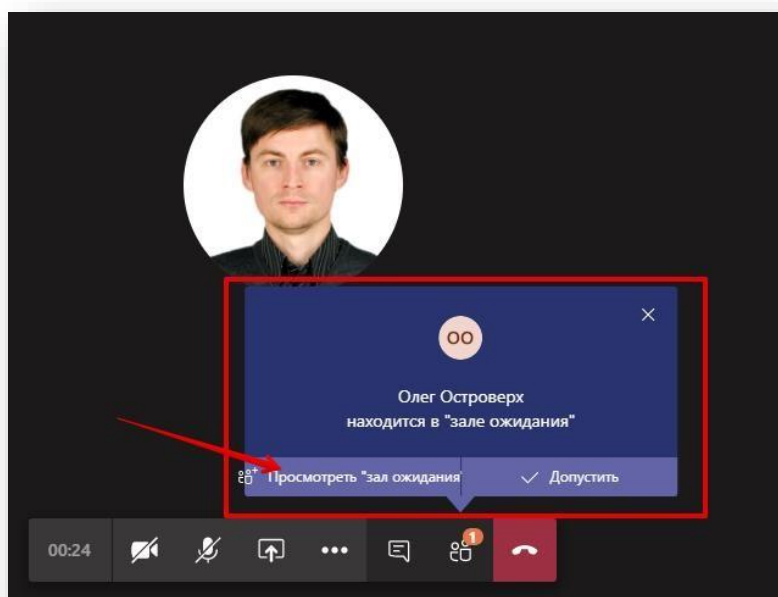 ОО
Олег Островерх
находится в "зале ожидания"
Просмотреть "зал ожидания
Допустить
00:24
1